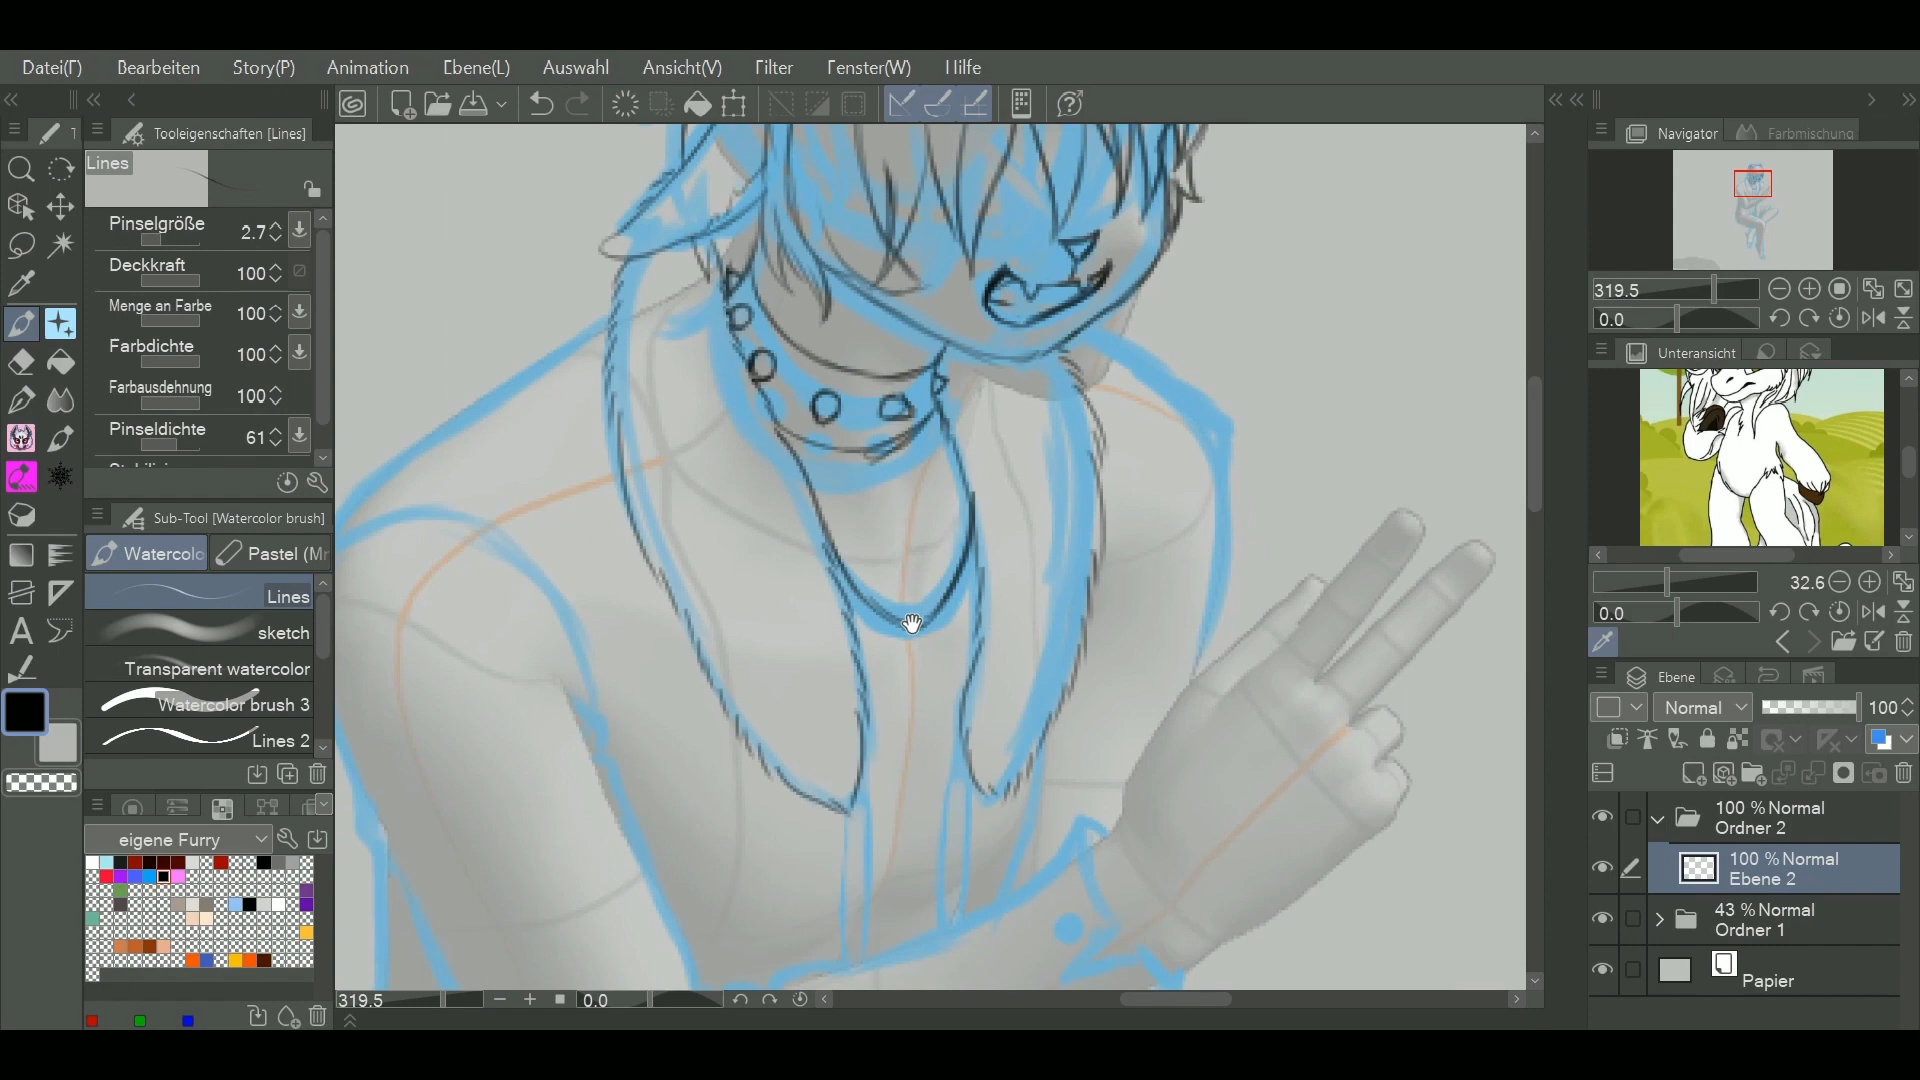 Datei(F) Bearbeiten Story(P) Animation Ebene(L) Auswahl Ansicht(V) Filter Fenster(W) Hilfe
Tooleigenschaften [Lines]
Lines
Pinselgröße 2.7
Deckkraft 100
Menge an Farbe 100
Farbdichte 100
Farbausdehnung 100
Pinseldichte 61
Sub-Tool [Watercolor brush]
Watercolo Pastel (Mr
Lines
sketch
Transparent watercolor
Watercolor brush 3
Lines 2
eigene Furry
319.5 0.0
Navigator Farbmischung
319.5
0.0
Unteransicht
32.6
0.0
Ebene
Normal 100
100 % Normal
Ordner 2
100 % Normal
Ebene 2
43 % Normal
Ordner 1
Papier